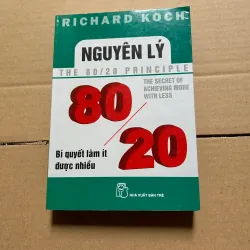 RICHARD KOCH
NGUYÊN LÝ
THE 80/20 PRINCIPLE
THE SECRET OF
ACHIEVING MORE
WITH LESS
80
20
Bí quyết làm ít
được nhiều
NHÀ XUẤT BẢN TRẺ